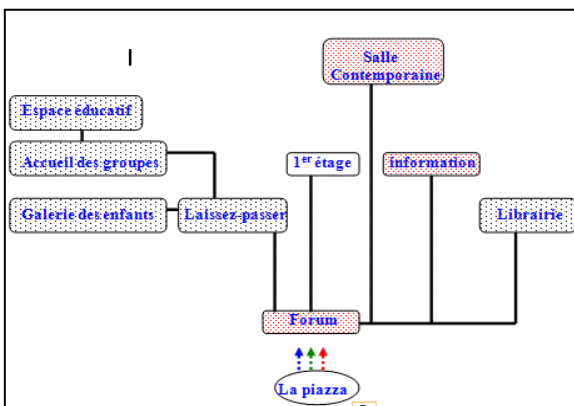 Salle
Contemporaine
Espace éducatif
Accueil des groupes
1er étage
Information
Galerie des enfants
Laissez-passer
Librairie
Forum
La piazza